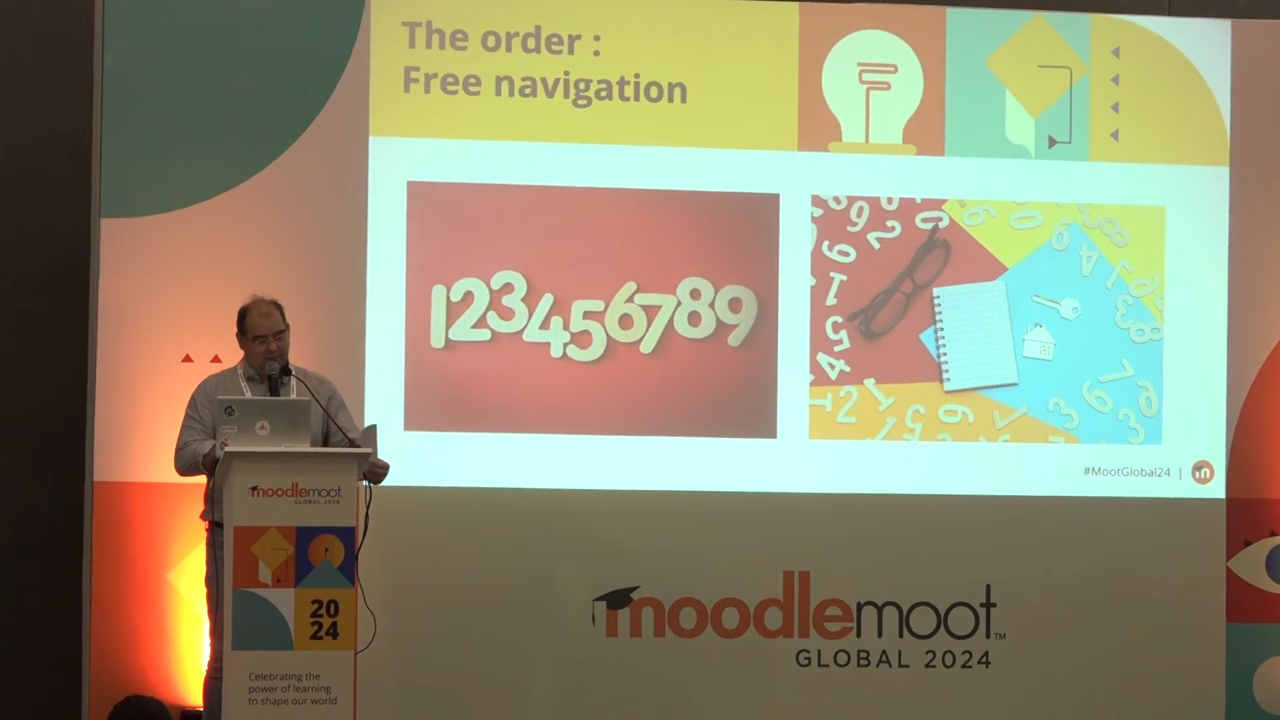 The order :
Free navigation
123456789
#MootGlobal24 |
moodlemoot
GLOBAL 2024
20
24
Celebrating the
power of learning
to shape our world
moodlemoot™
GLOBAL 2024